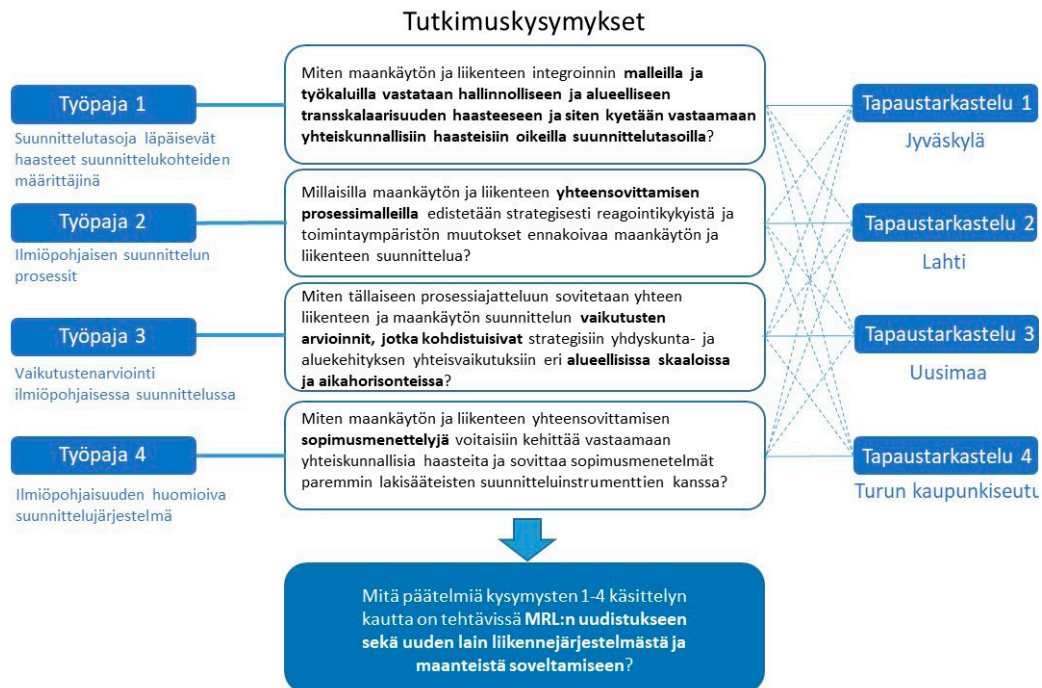 Tutkimuskysymykset
Työpaja 1
Suunnittelutasoja läpäisevät
haasteet suunnittelukohteiden
määrittäjinä
Miten maankäytön ja liikenteen integroinnin malleilla ja
työkaluilla vastataan hallinnolliseen ja alueelliseen
transskalaarisuuden haasteeseen ja siten kyetään vastaamaan
yhteiskunnallisiin haasteisiin oikeilla suunnittelutasoilla?
Tapaustarkastelu 1
Jyväskylä
Työpaja 2
Ilmiöpohjaisen suunnittelun
prosessit
Millaisilla maankäytön ja liikenteen yhteensovittamisen
prosessimalleilla edistetään strategisesti reagointikykyistä ja
toimintaympäristön muutokset ennakoivaa maankäytön ja
liikenteen suunnittelua?
Tapaustarkastelu 2
Lahti
Työpaja 3
Vaikutustenarviointi
ilmiöpohjaisessa suunnittelussa
Miten tällaiseen prosessiajatteluun sovitetaan yhteen
liikenteen ja maankäytön suunnittelun vaikutusten
arvioinnit, jotka kohdistuisivat strategisiin yhdyskunta- ja
aluekehityksen yhteisvaikutuksiin eri alueellisissa skaaloissa
ja aikahorisonteissa?
Tapaustarkastelu 3
Uusimaa
Työpaja 4
Ilmiöpohjaisuuden huomioiva
suunnittelujärjestelmä
Miten maankäytön ja liikenteen yhteensovittamisen
sopimusmenettelyjä voitaisiin kehittää vastaamaan
yhteiskunnallisia haasteita ja sovittaa sopimusmenetelmät
paremmin lakisääteisten suunnitteluinstrumenttien kanssa?
Tapaustarkastelu 4
Turun kaupunkiseutu
Mitä päätelmiä kysymysten 1-4 käsittelyn
kautta on tehtävissä MRL:n uudistukseen
sekä uuden lain liikennejärjestelmästä ja
maanteistä soveltamiseen?